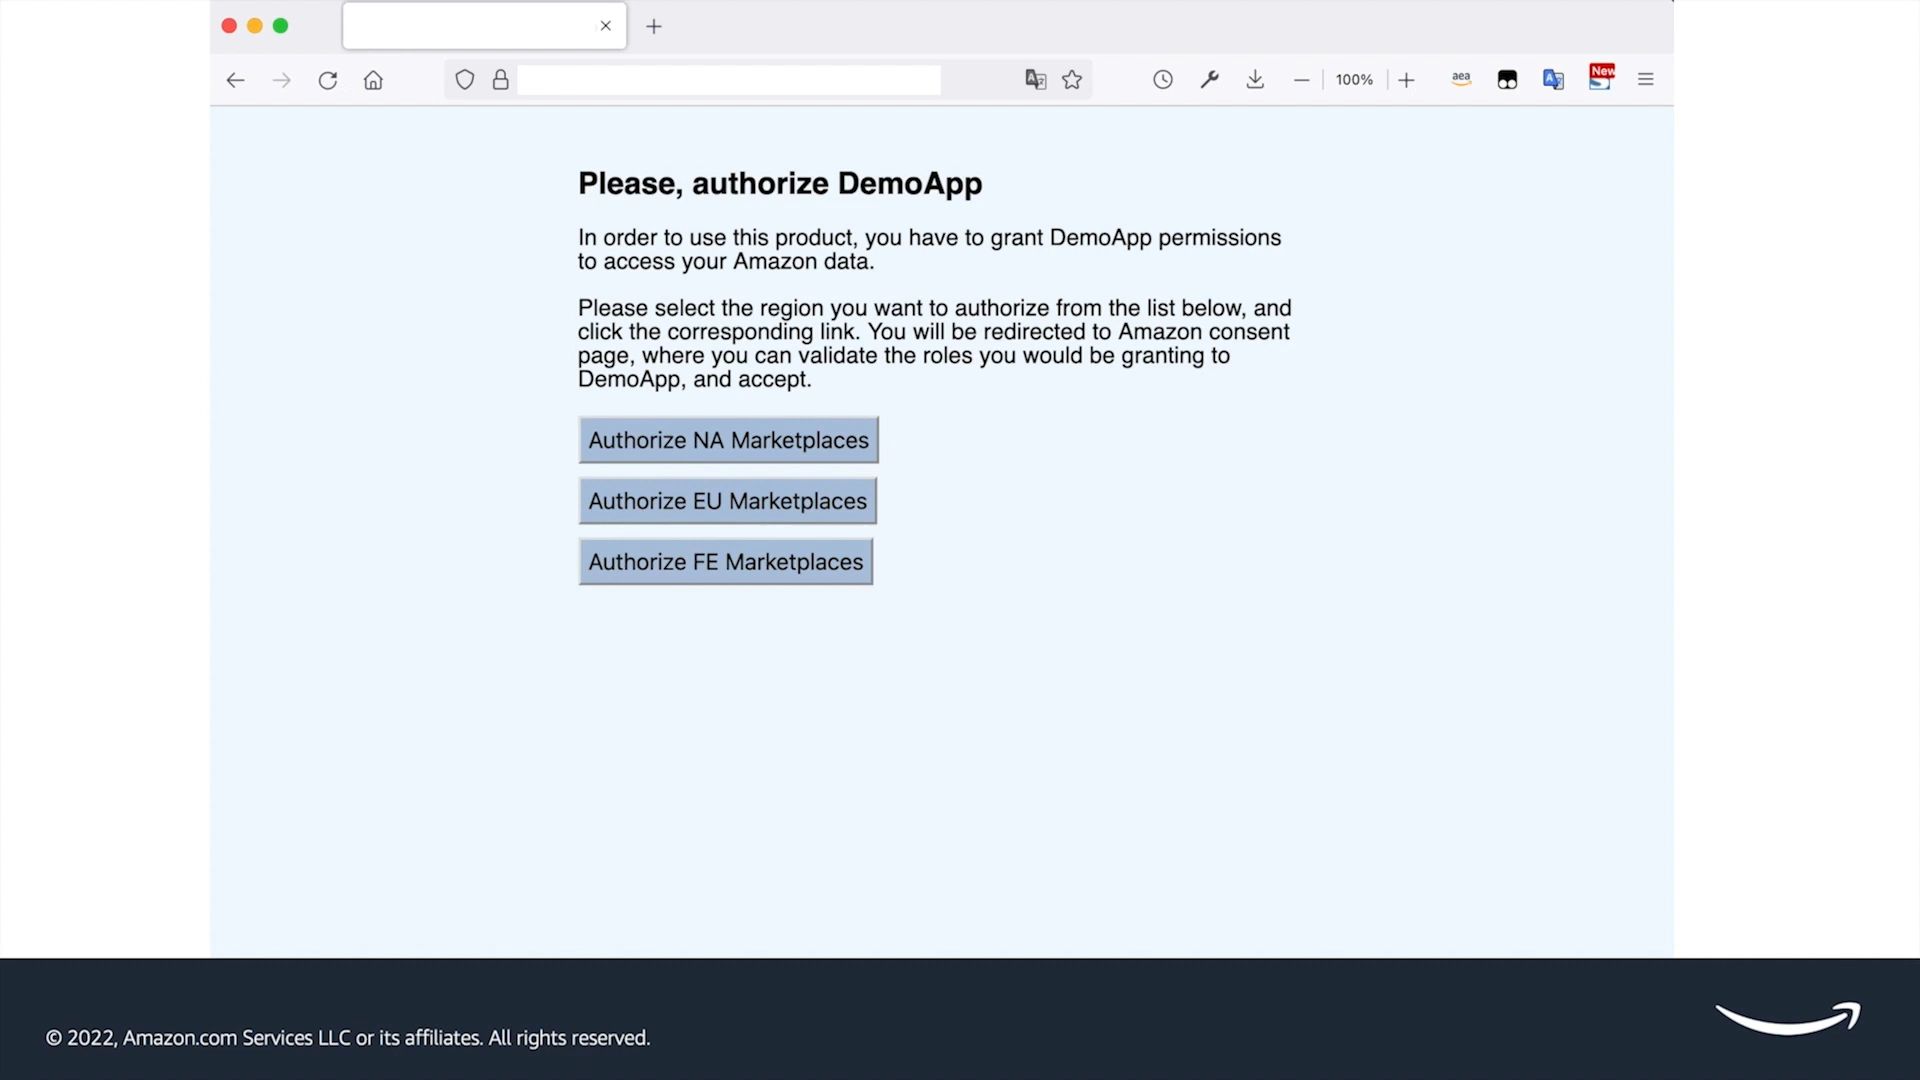 100%
aea
New
Please, authorize DemoApp
In order to use this product, you have to grant DemoApp permissions
to access your Amazon data.
Please select the region you want to authorize from the list below, and
click the corresponding link. You will be redirected to Amazon consent
page, where you can validate the roles you would be granting to
DemoApp, and accept.
Authorize NA Marketplaces
Authorize EU Marketplaces
Authorize FE Marketplaces
© 2022, Amazon.com Services LLC or its affiliates. All rights reserved.